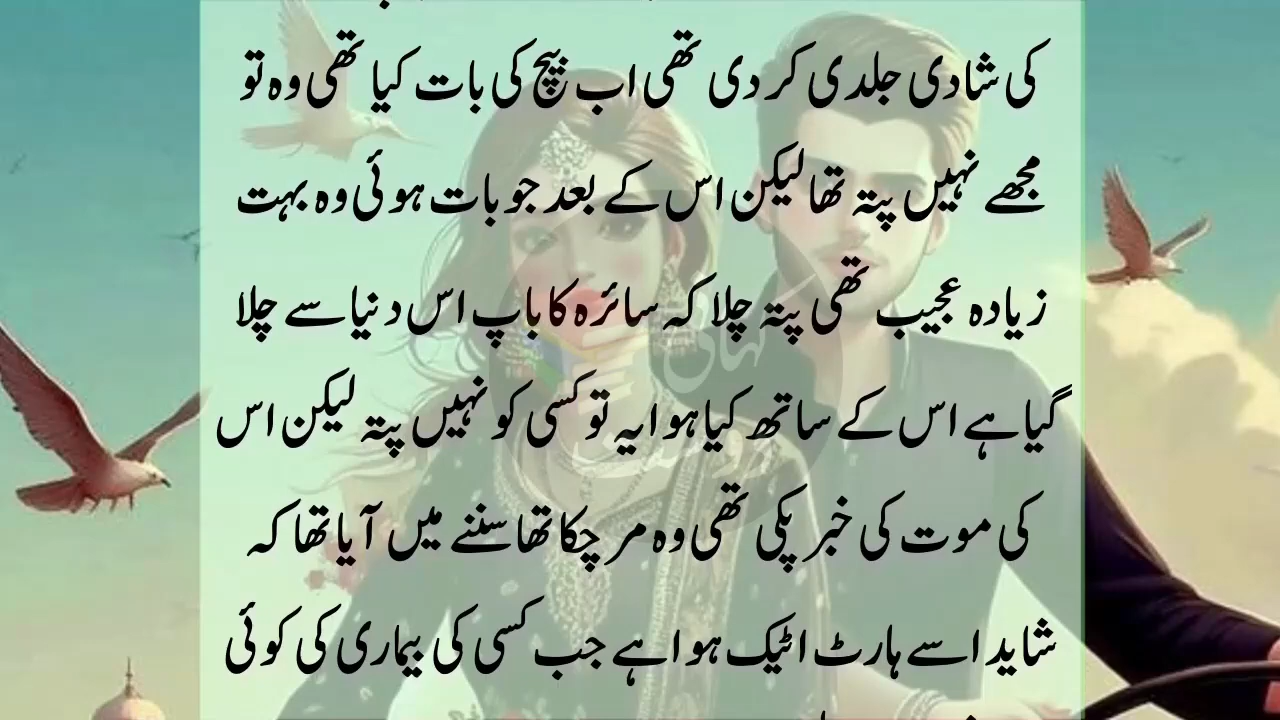 کی شادی جلدی کر دی تھی اب بیچ کی بات کیا تھی وہ تو
مجھے نہیں پتہ تھا لیکن اس کے بعد جو بات ہوئی وہ بہت
زیادہ عجیب تھی پتہ چلا کہ سائرہ کا باپ اس دنیا سے چلا
گیا ہے اس کے ساتھ کیا ہوا یہ تو کسی کو نہیں پتہ لیکن اس
کی موت کی خبر پکی تھی وہ مر چکا تھا سننے میں آیا تھا کہ
شاید اسے ہارٹ اٹیک ہوا ہے جب کسی کی بیماری کی کوئی